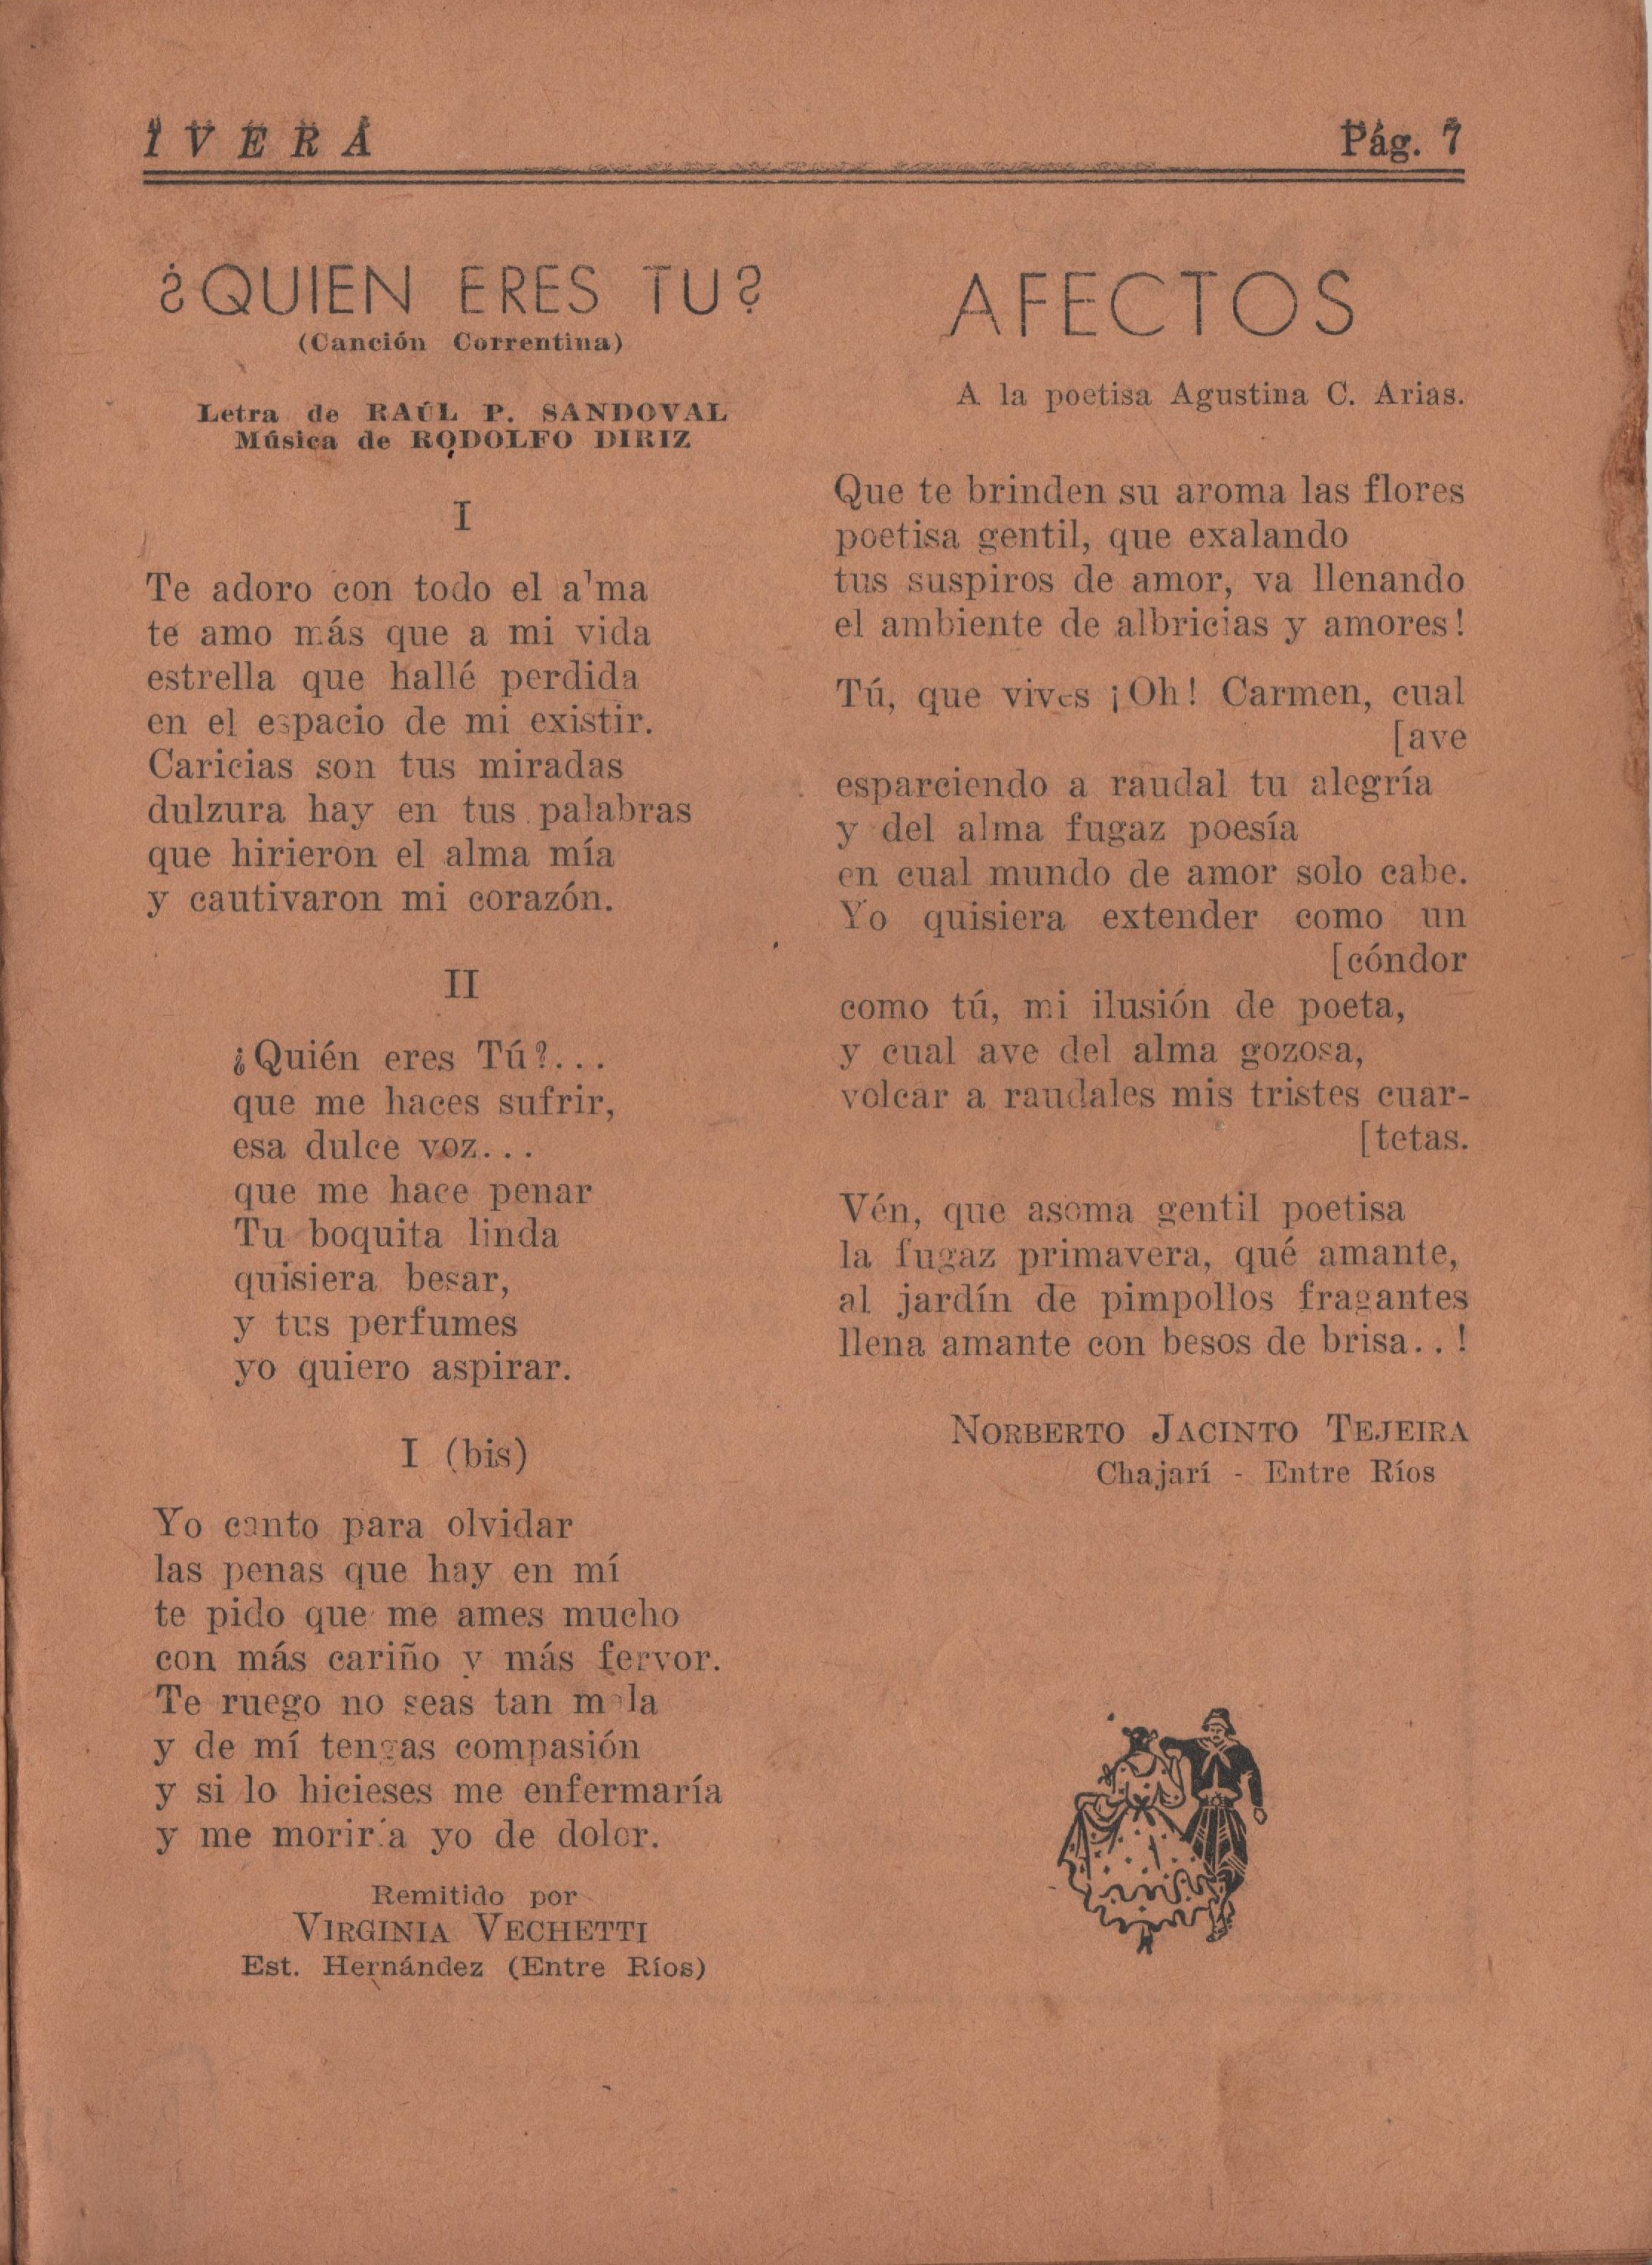 IVERÁ
Pág. 7
¿QUIEN ERES TU?
(Canción Correntina)
Letra de RAÚL P. SANDOVAL
Música de RODOLFO DIRIZ
I
Te adoro con todo el a'ma
te amo más que a mi vida
estrella que hallé perdida
en el espacio de mi existir.
Caricias son tus miradas
dulzura hay en tus palabras
que hirieron el alma mía
y cautivaron mi corazón.
II
¿Quién eres Tú?...
que me haces sufrir,
esa dulce voz...
que me hace penar
Tu boquita linda
quisiera besar,
y tus perfumes
yo quiero aspirar.
I (bis)
Yo canto para olvidar
las penas que hay en mí
te pido que me ames mucho
con más cariño y más fervor.
Te ruego no seas tan mala
y de mí tengas compasión
y si lo hicieses me enfermaría
y me moriría yo de dolor.
Remitido por
VIRGINIA VECHETTI
Est. Hernández (Entre Ríos)
AFECTOS
A la poetisa Agustina C. Arias.
Que te brinden su aroma las flores
poetisa gentil, que exalando
tus suspiros de amor, va llenando
el ambiente de albricias y amores!
Tú, que vives ¡Oh! Carmen, cual
[ave
esparciendo a raudal tu alegría
y del alma fugaz poesía
en cual mundo de amor solo cabe.
Yo quisiera extender como un
[cóndor
como tú, mi ilusión de poeta,
y cual ave del alma gozosa,
volcar a raudales mis tristes cuar-
[tetas.
Vén, que asoma gentil poetisa
la fugaz primavera, qué amante,
al jardín de pimpollos fragantes
llena amante con besos de brisa..!
NORBERTO JACINTO TEJEIRA
Chajarí - Entre Ríos